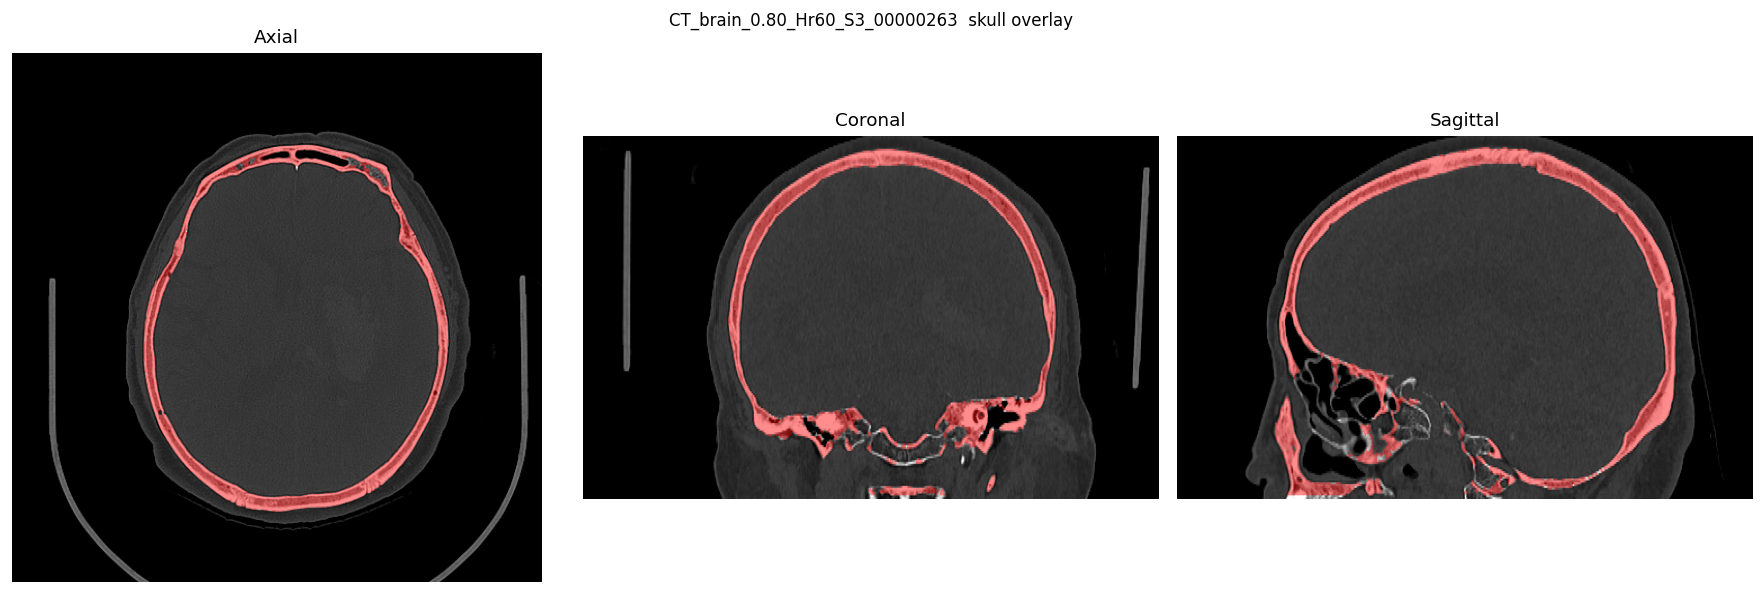 CT_brain_0.80_Hr60_S3_00000263  skull overlay
Axial
Coronal
Sagittal